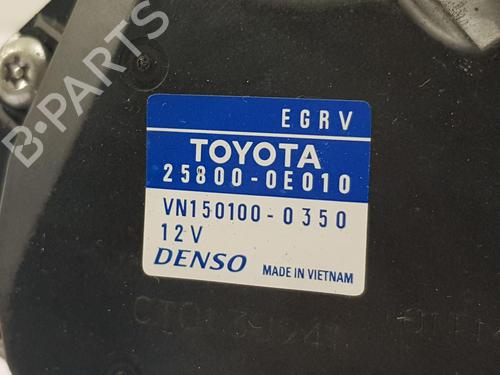 B-PARTS
EGRV
TOYOTA
25800-0E010
VN150100-0350
12V
DENSO MADE IN VIETNAM